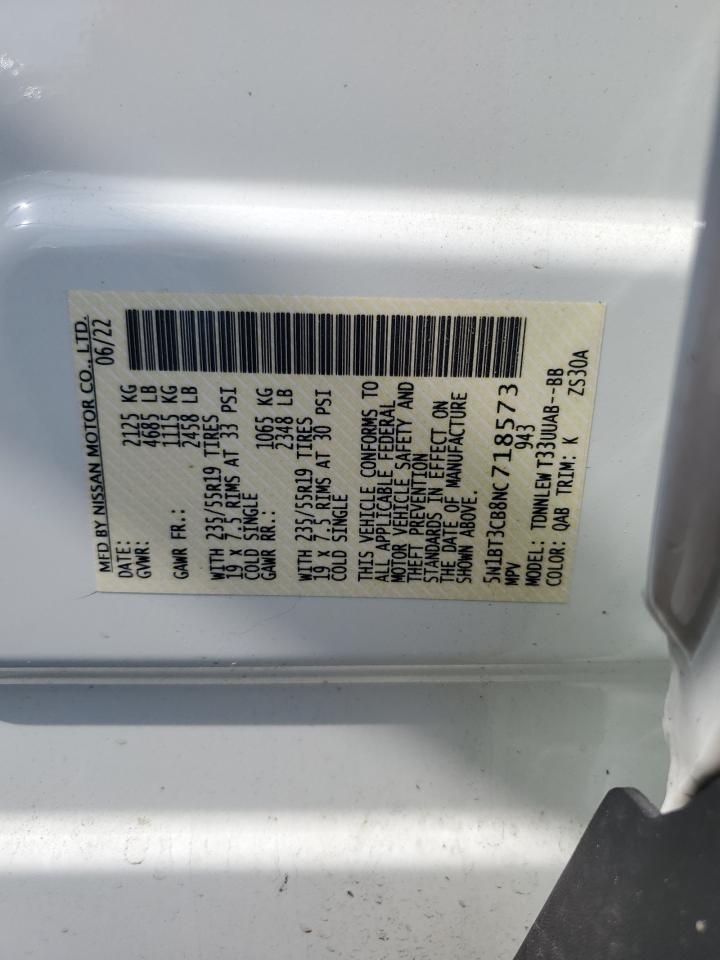 MFD BY NISSAN MOTOR CO., LTD.
DATE: 06/22
GVWR: 2125 KG
4685 LB
GAWR FR.: 1115 KG
2458 LB
WITH 235/55R19 TIRES
19 X 7.5 RIMS AT 33 PSI
COLD SINGLE
GAWR RR.: 1065 KG
2348 LB
WITH 235/55R19 TIRES
19 X 7.5 RIMS AT 30 PSI
COLD SINGLE
THIS VEHICLE CONFORMS TO
ALL APPLICABLE FEDERAL
MOTOR VEHICLE SAFETY AND
THEFT PREVENTION
STANDARDS IN EFFECT ON
THE DATE OF MANUFACTURE
SHOWN ABOVE.
5N1BT3CB8NC718573
MPV 943
MODEL: TDNNLEW T33UUAB--BB
COLOR: QAB TRIM: K ZS30A